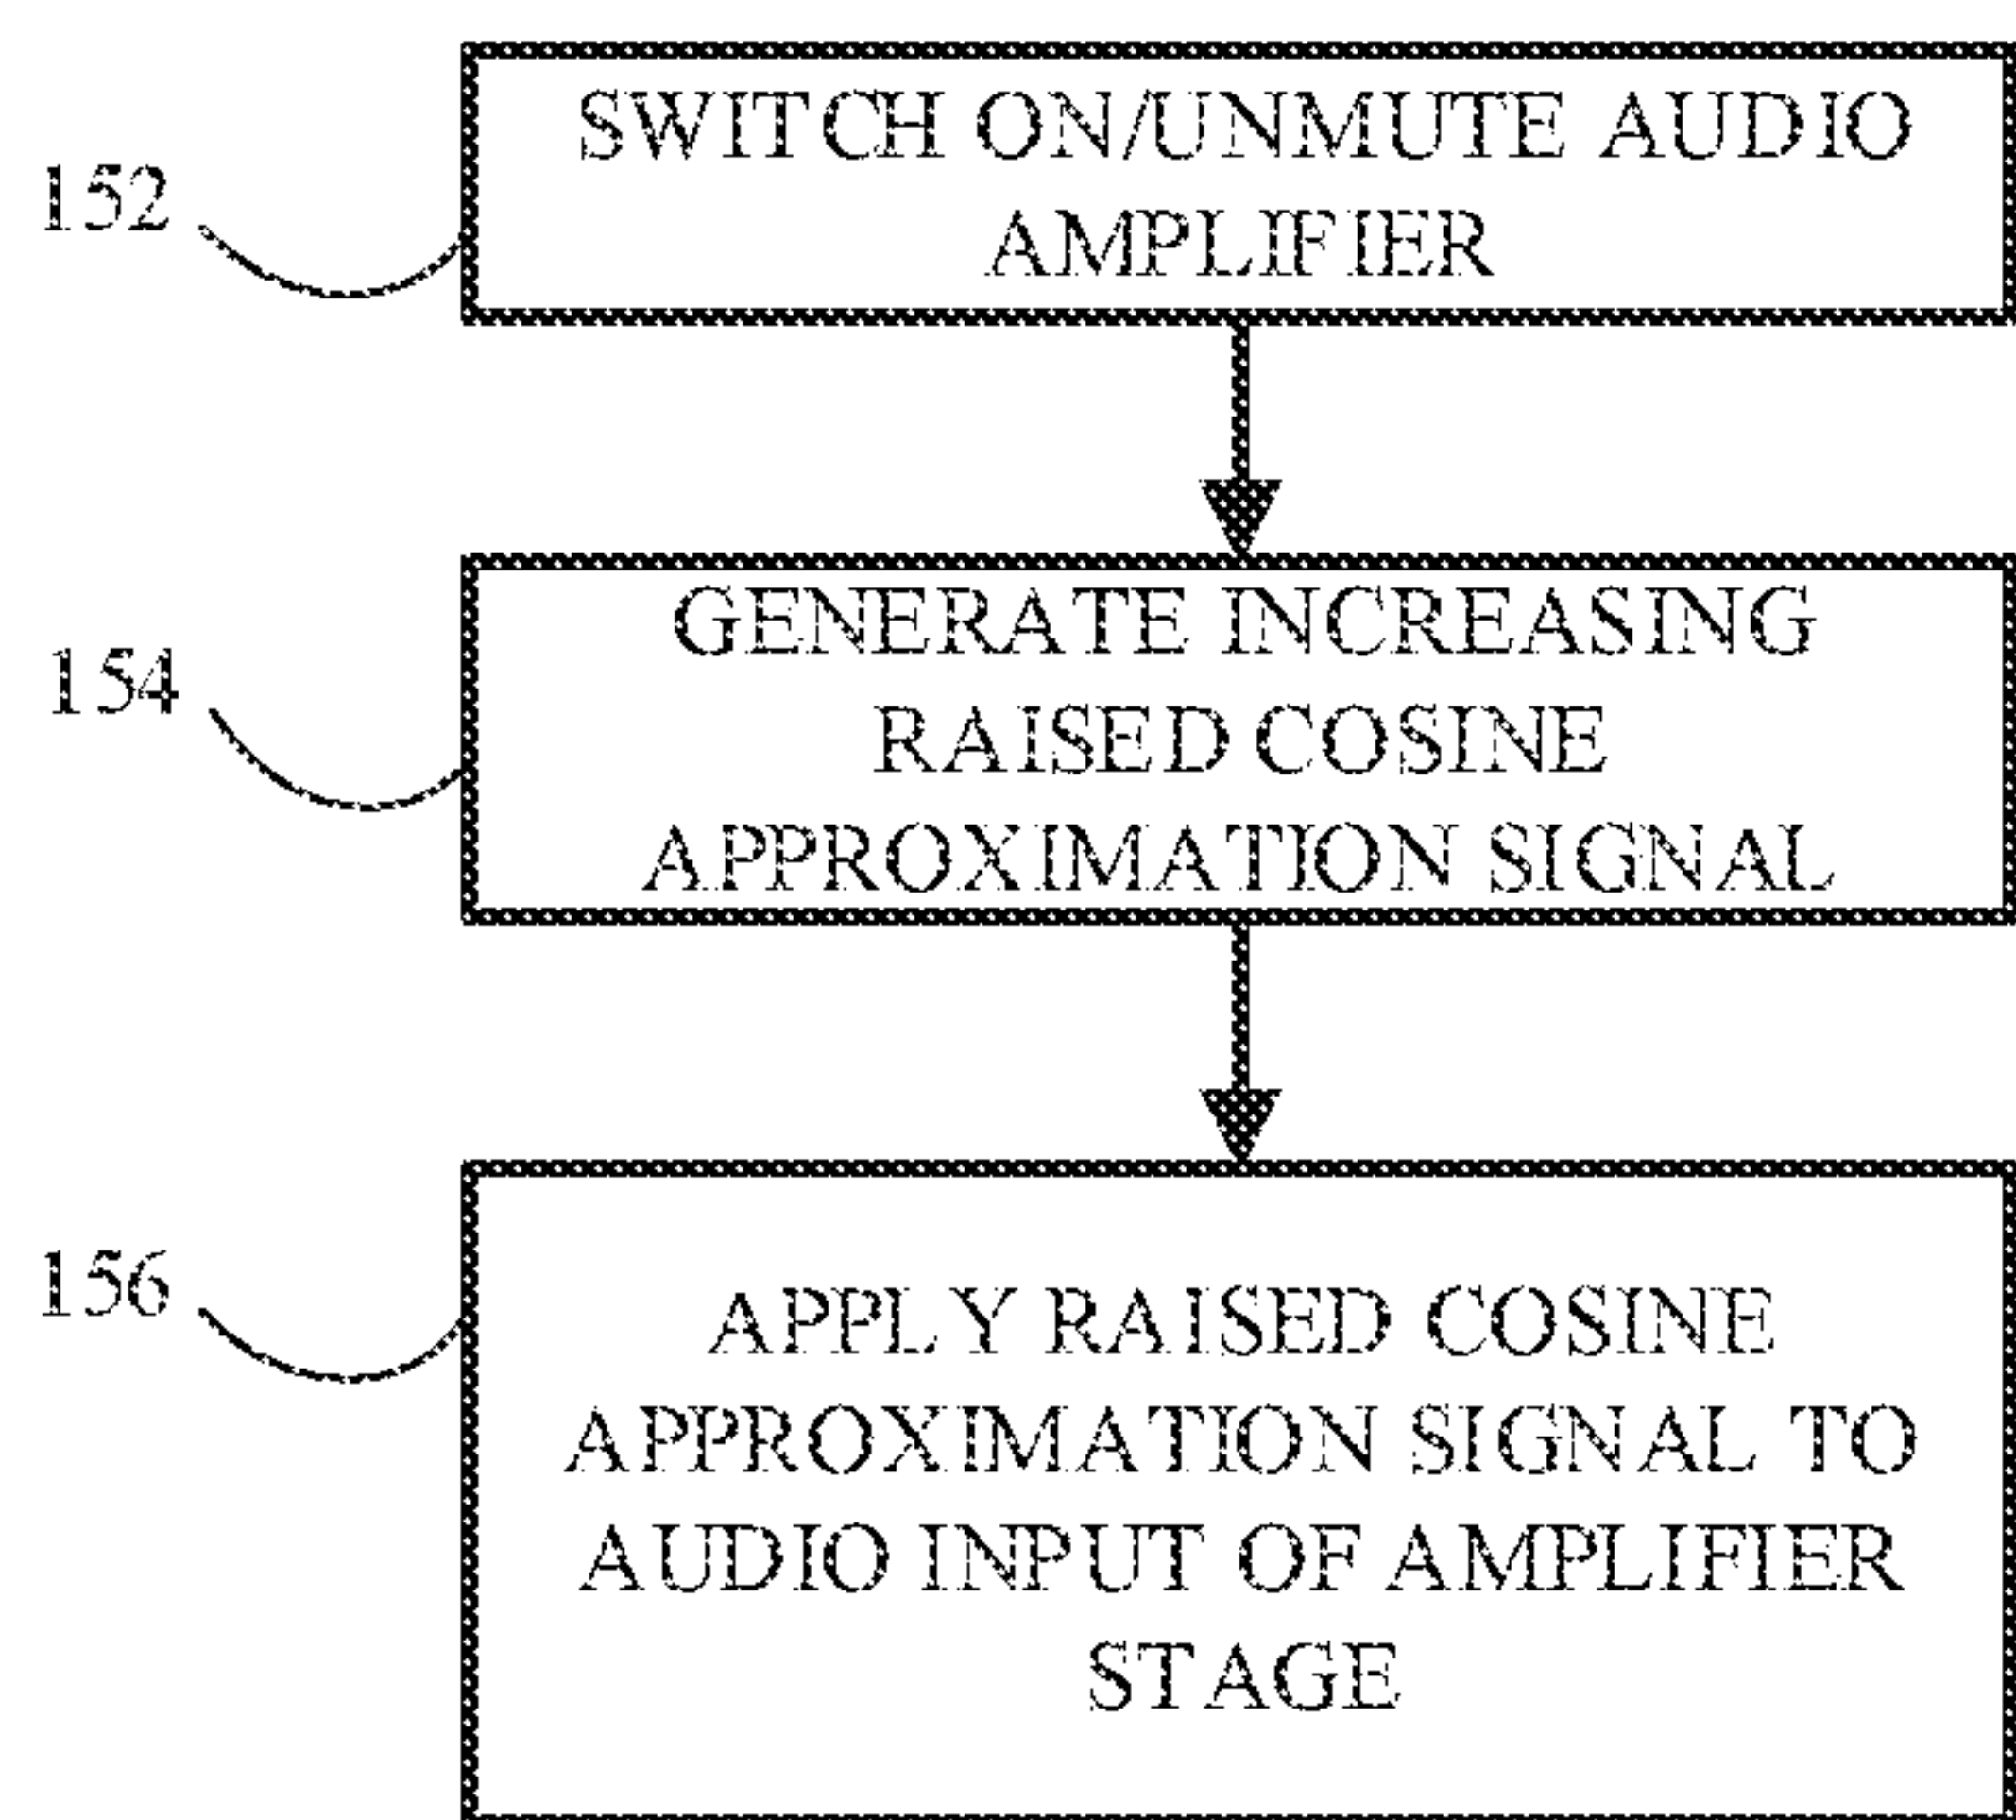 152
SWITCH ON/UNMUTE AUDIO
AMPLIFIER
154
GENERATE INCREASING
RAISED COSINE
APPROXIMATION SIGNAL
156
APPLY RAISED COSINE
APPROXIMATION SIGNAL TO
AUDIO INPUT OF AMPLIFIER
STAGE